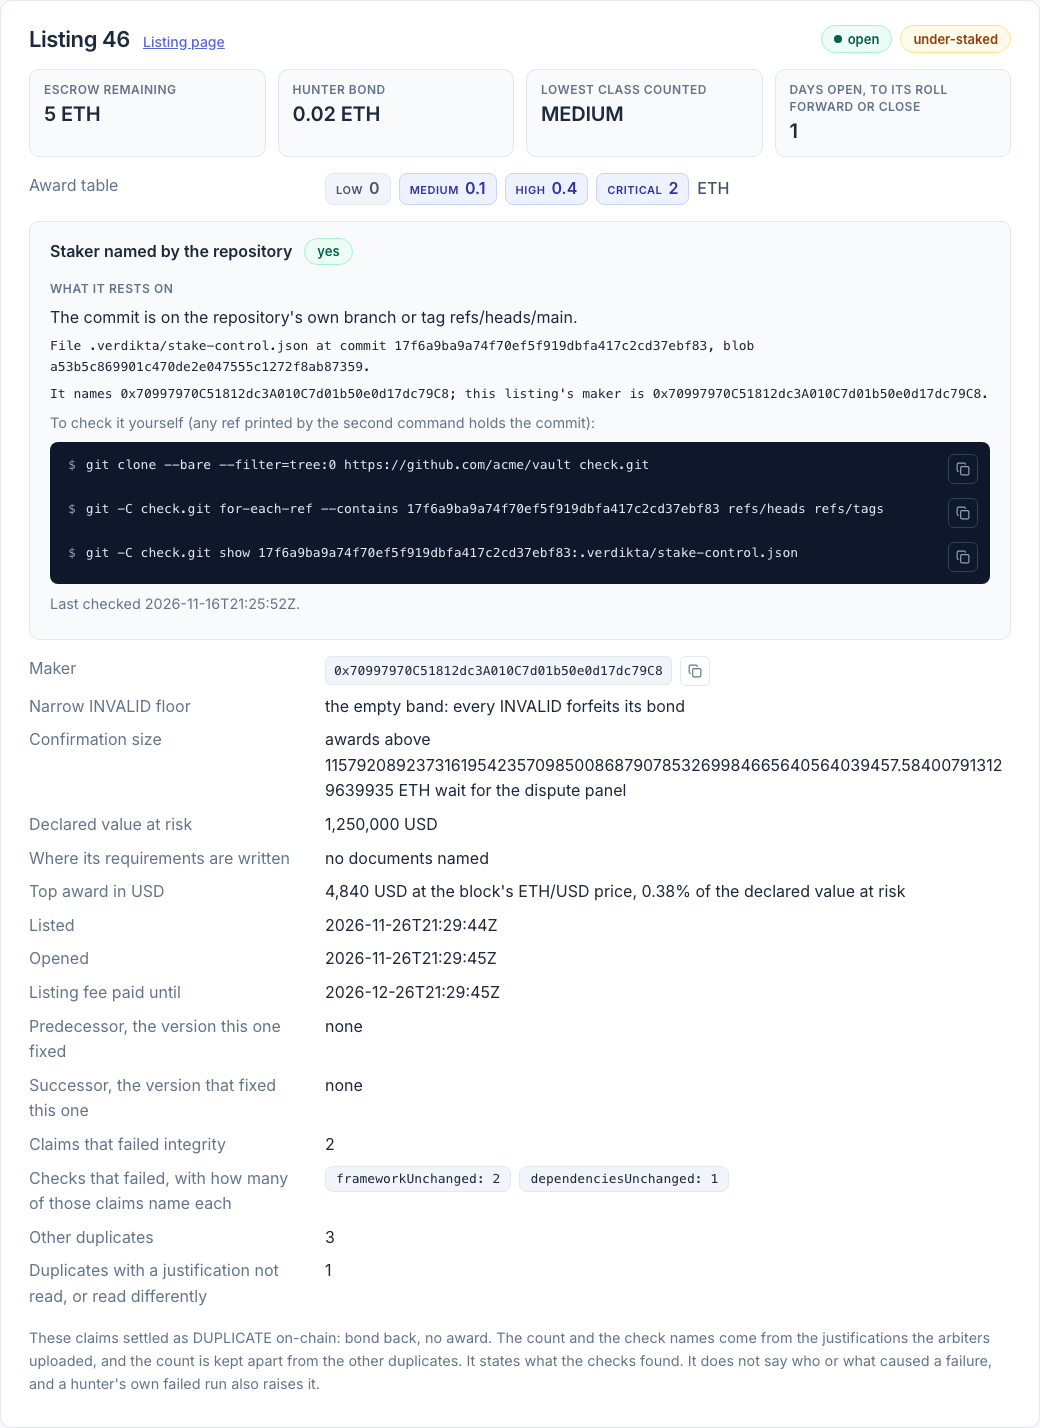 Listing 46 Listing page
open under-staked
ESCROW REMAINING
5 ETH
HUNTER BOND
0.02 ETH
LOWEST CLASS COUNTED
MEDIUM
DAYS OPEN, TO ITS ROLL
FORWARD OR CLOSE
1
Award table
LOW 0 MEDIUM 0.1 HIGH 0.4 CRITICAL 2 ETH
Staker named by the repository yes
WHAT IT RESTS ON
The commit is on the repository's own branch or tag refs/heads/main.
File .verdikta/stake-control.json at commit 17f6a9ba9a74f70ef5f919dbfa417c2cd37ebf83, blob
a53b5c869901c470de2e047555c1272f8ab87359.
It names 0x70997970C51812dc3A010C7d01b50e0d17dc79C8; this listing's maker is 0x70997970C51812dc3A010C7d01b50e0d17dc79C8.
To check it yourself (any ref printed by the second command holds the commit):
$ git clone --bare --filter=tree:0 https://github.com/acme/vault check.git
$ git -C check.git for-each-ref --contains 17f6a9ba9a74f70ef5f919dbfa417c2cd37ebf83 refs/heads refs/tags
$ git -C check.git show 17f6a9ba9a74f70ef5f919dbfa417c2cd37ebf83:.verdikta/stake-control.json
Last checked 2026-11-16T21:25:52Z.
Maker
0x70997970C51812dc3A010C7d01b50e0d17dc79C8
Narrow INVALID floor
the empty band: every INVALID forfeits its bond
Confirmation size
awards above
115792089237316195423570985008687907853269984665640564039457.58400791312
9639935 ETH wait for the dispute panel
Declared value at risk
1,250,000 USD
Where its requirements are written
no documents named
Top award in USD
4,840 USD at the block's ETH/USD price, 0.38% of the declared value at risk
Listed
2026-11-26T21:29:44Z
Opened
2026-11-26T21:29:45Z
Listing fee paid until
2026-12-26T21:29:45Z
Predecessor, the version this one
fixed
none
Successor, the version that fixed
this one
none
Claims that failed integrity
2
Checks that failed, with how many
of those claims name each
frameworkUnchanged: 2 dependenciesUnchanged: 1
Other duplicates
3
Duplicates with a justification not
read, or read differently
1
These claims settled as DUPLICATE on-chain: bond back, no award. The count and the check names come from the justifications the arbiters
uploaded, and the count is kept apart from the other duplicates. It states what the checks found. It does not say who or what caused a failure,
and a hunter's own failed run also raises it.